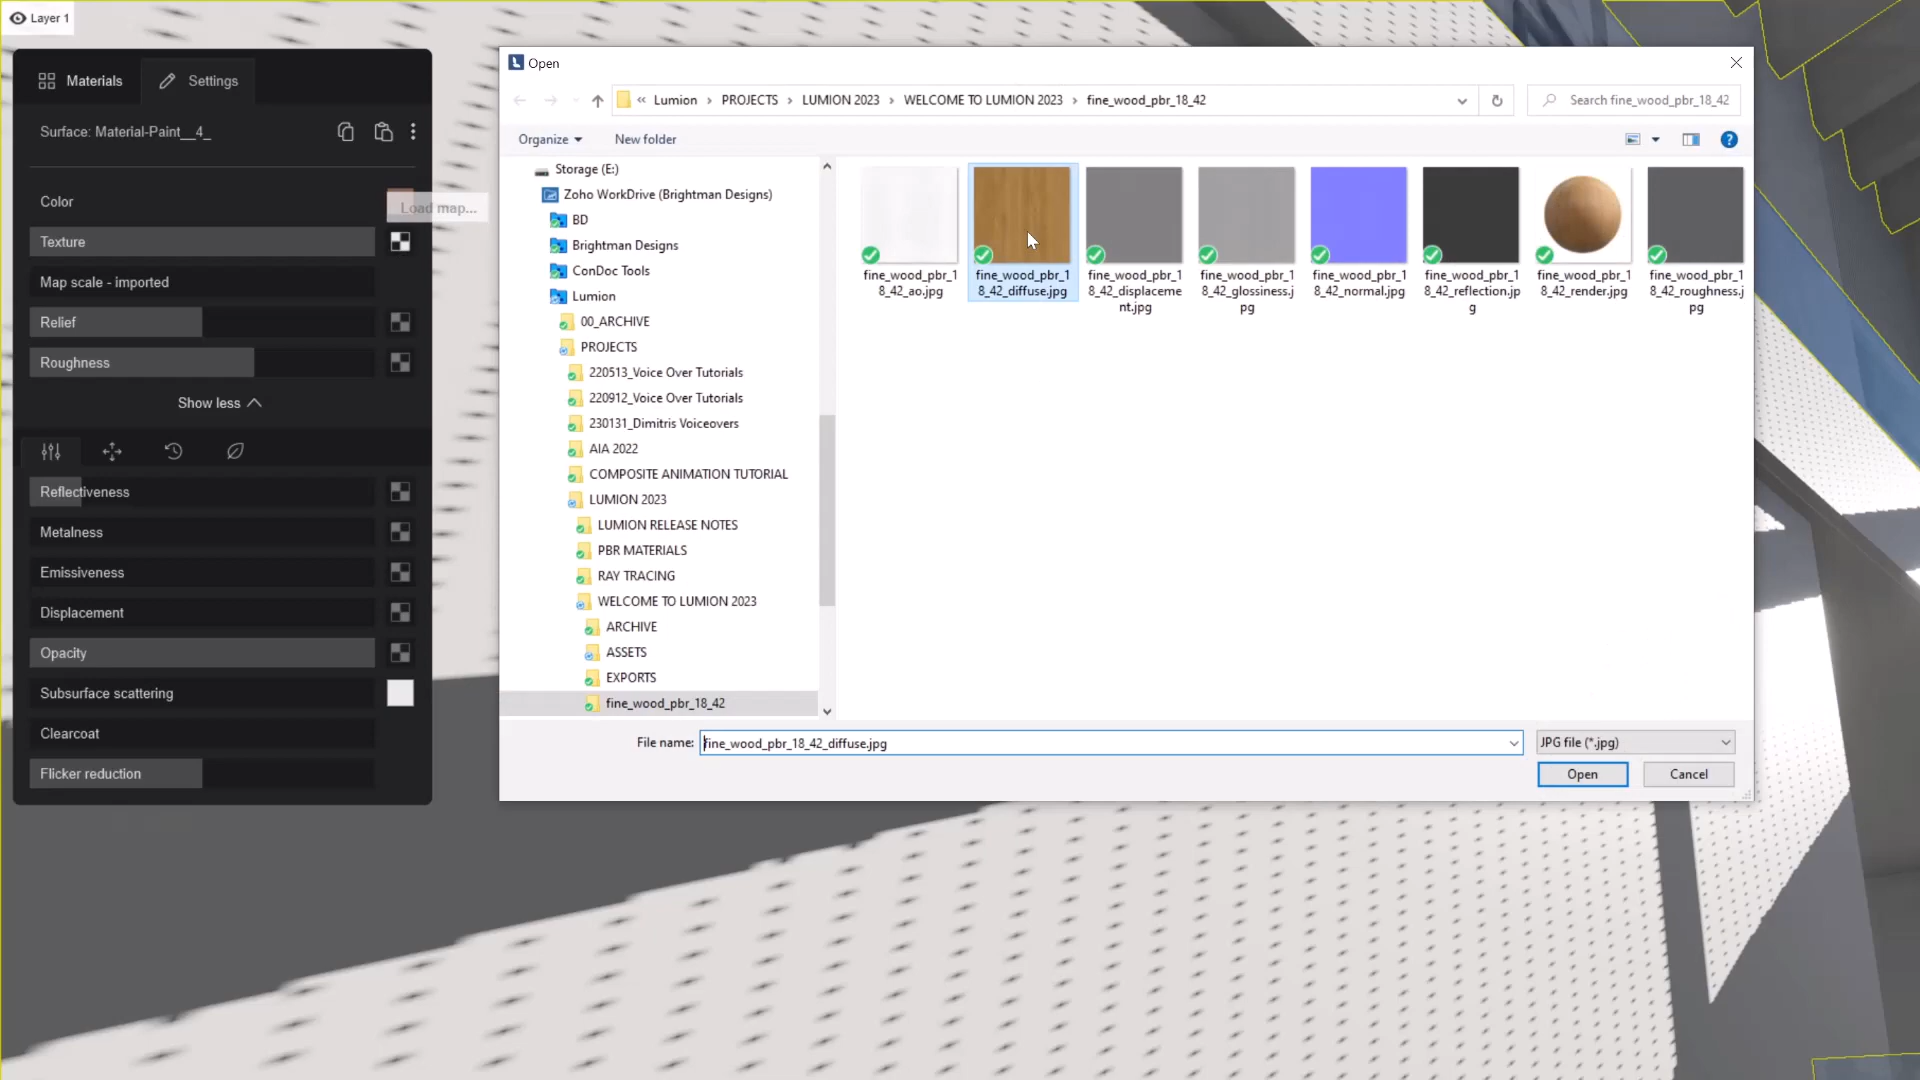 Layer 1
Materials
Settings
Surface: Material-Paint__4_
Color
Load map...
Texture
Map scale - imported
Relief
Roughness
Show less
Reflectiveness
Metalness
Emissiveness
Displacement
Opacity
Subsurface scattering
Clearcoat
Flicker reduction
Open
« Lumion › PROJECTS › LUMION 2023 › WELCOME TO LUMION 2023 › fine_wood_pbr_18_42
Search fine_wood_pbr_18_42
Organize
New folder
Storage (E:)
Zoho WorkDrive (Brightman Designs)
BD
Brightman Designs
ConDoc Tools
Lumion
00_ARCHIVE
PROJECTS
220513_Voice Over Tutorials
220912_Voice Over Tutorials
230131_Dimitris Voiceovers
AIA 2022
COMPOSITE ANIMATION TUTORIAL
LUMION 2023
LUMION RELEASE NOTES
PBR MATERIALS
RAY TRACING
WELCOME TO LUMION 2023
ARCHIVE
ASSETS
EXPORTS
fine_wood_pbr_18_42
fine_wood_pbr_1
8_42_ao.jpg
fine_wood_pbr_1
8_42_diffuse.jpg
fine_wood_pbr_1
8_42_displaceme
nt.jpg
fine_wood_pbr_1
8_42_glossiness.j
pg
fine_wood_pbr_1
8_42_normal.jpg
fine_wood_pbr_1
8_42_reflection.jp
g
fine_wood_pbr_1
8_42_render.jpg
fine_wood_pbr_1
8_42_roughness.j
pg
File name: fine_wood_pbr_18_42_diffuse.jpg
JPG file (*.jpg)
Open
Cancel